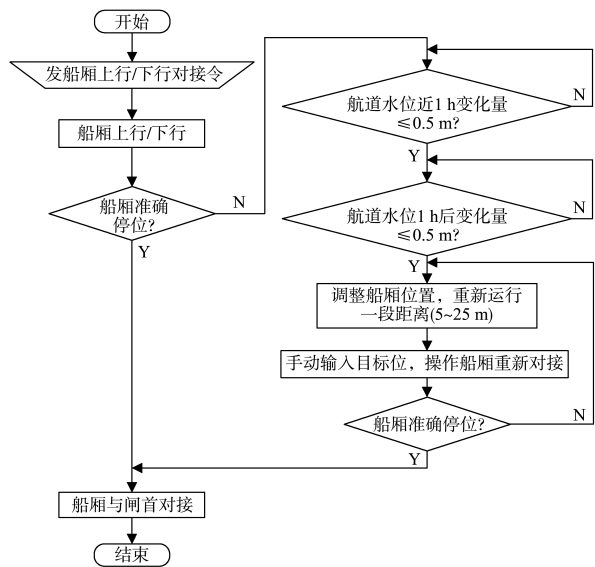 开始
发船厢上行/下行对接令
船厢上行/下行
船厢准确
停位?
N
Y
航道水位近1 h变化量
≤0.5 m?
N
Y
航道水位1 h后变化量
≤0.5 m?
N
Y
调整船厢位置，重新运行
一段距离(5~25 m)
手动输入目标位，操作船厢重新对接
船厢准确停位?
N
Y
船厢与闸首对接
结束